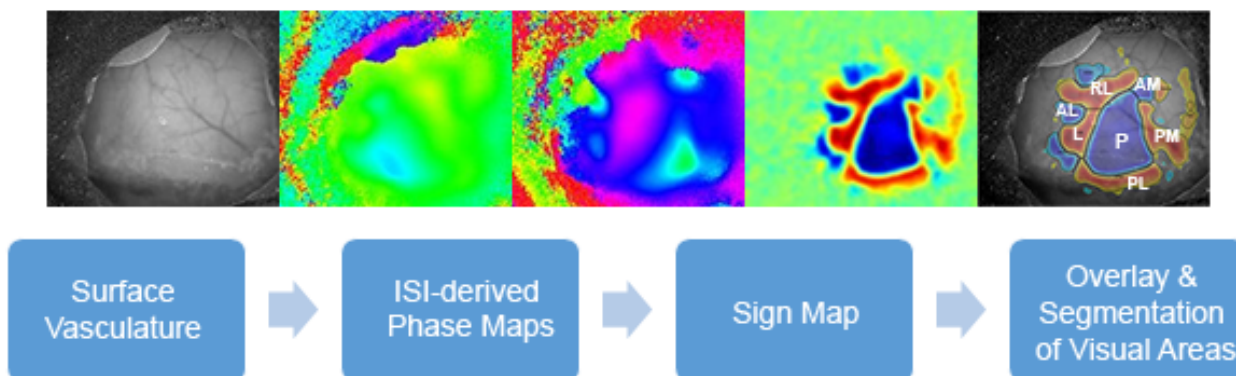 RL
AM
AL
L
P
PM
PL
Surface
Vasculature
ISI-derived
Phase Maps
Sign Map
Overlay &
Segmentation
of Visual Areas